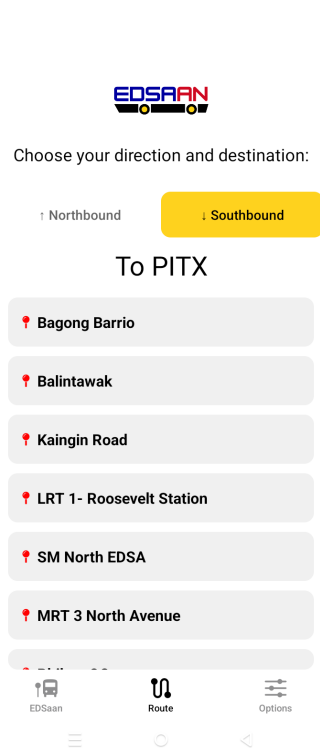 EDSAAN
Choose your direction and destination:
↑ Northbound
↓ Southbound
To PITX
Bagong Barrio
Balintawak
Kaingin Road
LRT 1- Roosevelt Station
SM North EDSA
MRT 3 North Avenue
EDSaan
Route
Options